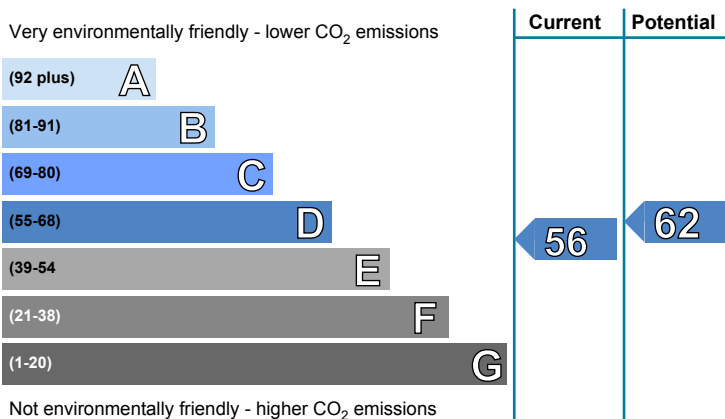 Very environmentally friendly - lower CO2 emissions
Current
Potential
(92 plus) A
(81-91) B
(69-80) C
(55-68) D
(39-54 E
(21-38) F
(1-20) G
56
62
Not environmentally friendly - higher CO2 emissions